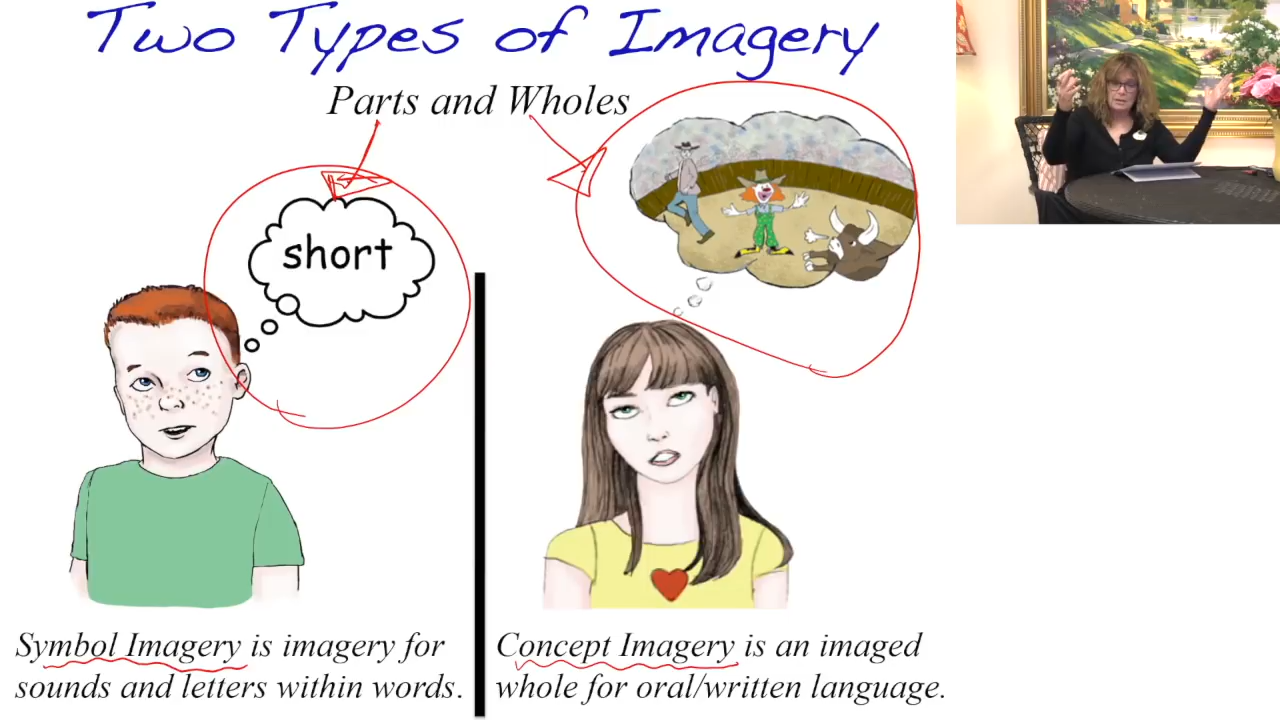 Two Types of Imagery
Parts and Wholes
short
Symbol Imagery is imagery for
sounds and letters within words.
Concept Imagery is an imaged
whole for oral/written language.